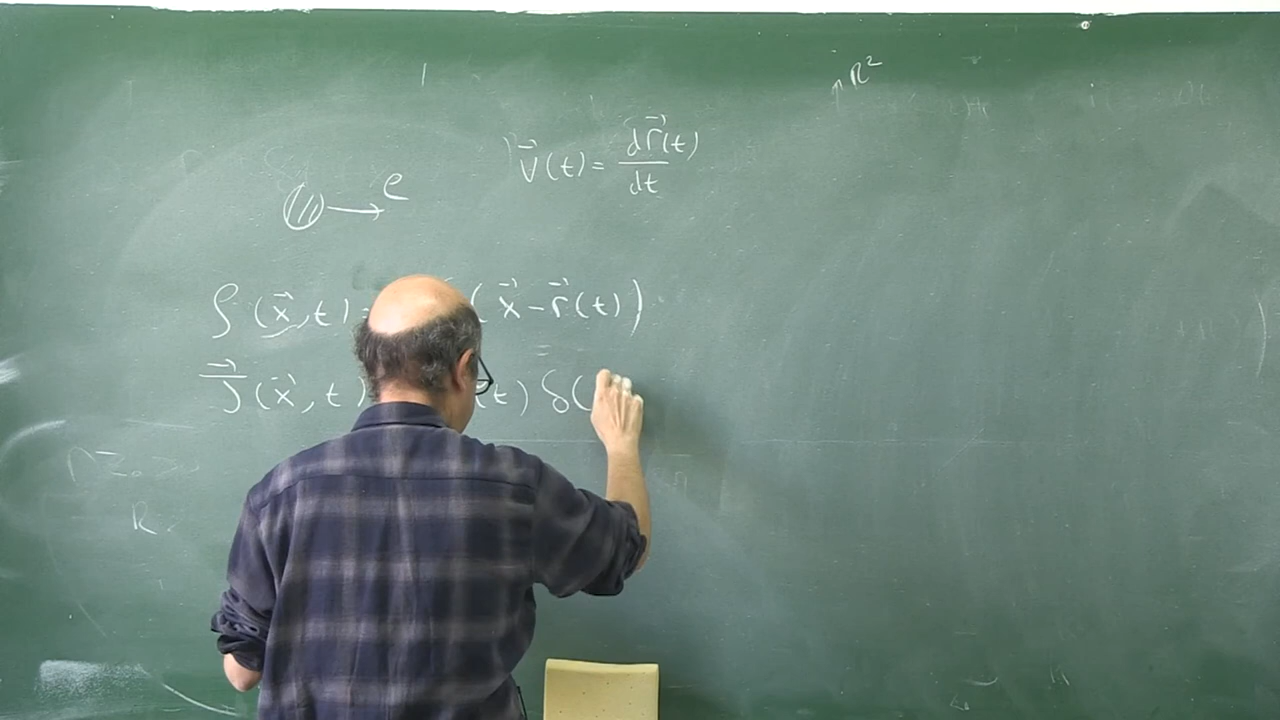 R²
v⃗(t) = dr⃗(t)/dt
e
ρ(x⃗,t) = (x⃗ - r⃗(t))
J⃗(x⃗,t) (t) δ(
R